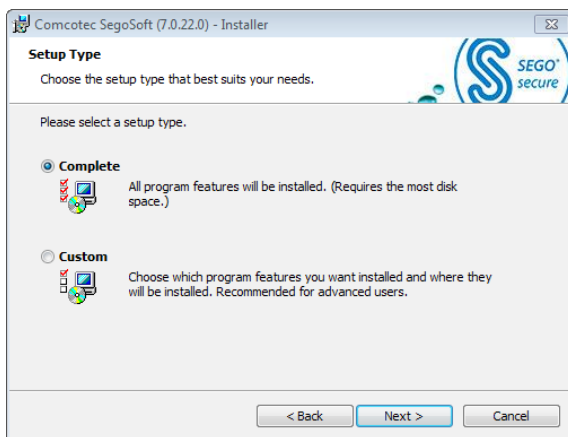 Comcotec SegoSoft (7.0.22.0) - Installer
Setup Type
Choose the setup type that best suits your needs.
SEGO®
secure
Please select a setup type.
Complete
All program features will be installed. (Requires the most disk
space.)
Custom
Choose which program features you want installed and where they
will be installed. Recommended for advanced users.
< Back
Next >
Cancel